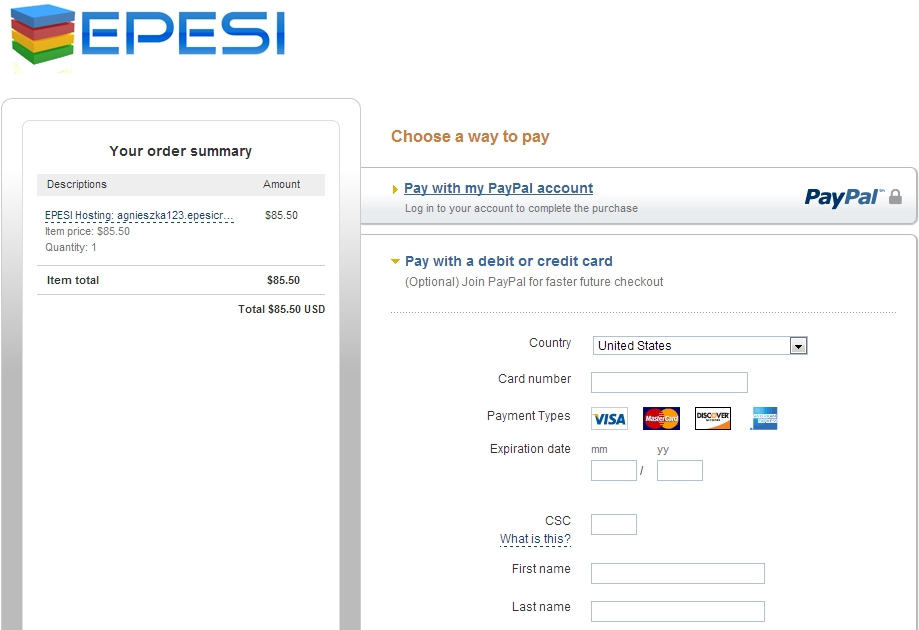 EPESI
Your order summary
Descriptions Amount
EPESI Hosting: agnieszka123.epesicr... $85.50
Item price: $85.50
Quantity: 1
Item total $85.50
Total $85.50 USD
Choose a way to pay
Pay with my PayPal account
Log in to your account to complete the purchase
PayPal
Pay with a debit or credit card
(Optional) Join PayPal for faster future checkout
Country United States
Card number
Payment Types VISA MasterCard DISCOVER
Expiration date mm yy
/
CSC
What is this?
First name
Last name